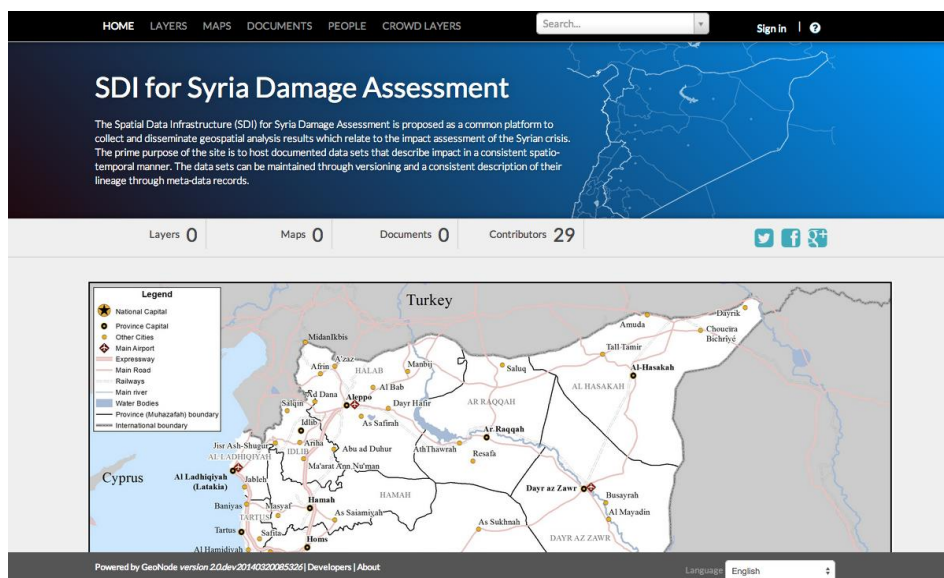 HOME LAYERS MAPS DOCUMENTS PEOPLE CROWD LAYERS Search... Sign in | ?
SDI for Syria Damage Assessment
The Spatial Data Infrastructure (SDI) for Syria Damage Assessment is proposed as a common platform to
collect and disseminate geospatial analysis results which relate to the impact assessment of the Syrian crisis.
The prime purpose of the site is to host documented data sets that describe impact in a consistent spatio-
temporal manner. The data sets can be maintained through versioning and a consistent description of their
lineage through meta-data records.
Layers 0 Maps 0 Documents 0 Contributors 29
Legend
National Capital
Province Capital
Other Cities
Main Airport
Expressway
Main Road
Railways
Main river
Water Bodies
Province (Muhazafah) boundary
International boundary
Turkey
Dayrik
Amuda
Choueira
Bichriyé
MidanIkbis
Tall-Tamir
A'zaz
Manbij
Saluq
Afrin
HALAB
Al-Hasakah
Al Bab
AL HASAKAH
Ad Dana
Aleppo
Dayr Hafir
AR RAQQAH
Salqin
As Safirah
Idlib
Ar Raqqah
Jisr Ash-Shugur
Ariha
AthThawrah
IDLIB
Abu ad Duhur
Resafa
AL LADHIQIYAH
Ma'arat Ann Nu'man
Cyprus
Al Ladhiqiyah
(Latakia)
Jableh
Dayr az Zawr
HAMAH
Busayrah
Baniyas
Masyaf
Hamah
Al Mayadin
TARTUS
As Salamiyah
As Sukhnah
Tartus
Safita
DAYR AZ ZAWR
Al Hamidiyah
Homs
Powered by GeoNode version 2.0.dev20140320085326 | Developers | About Language English